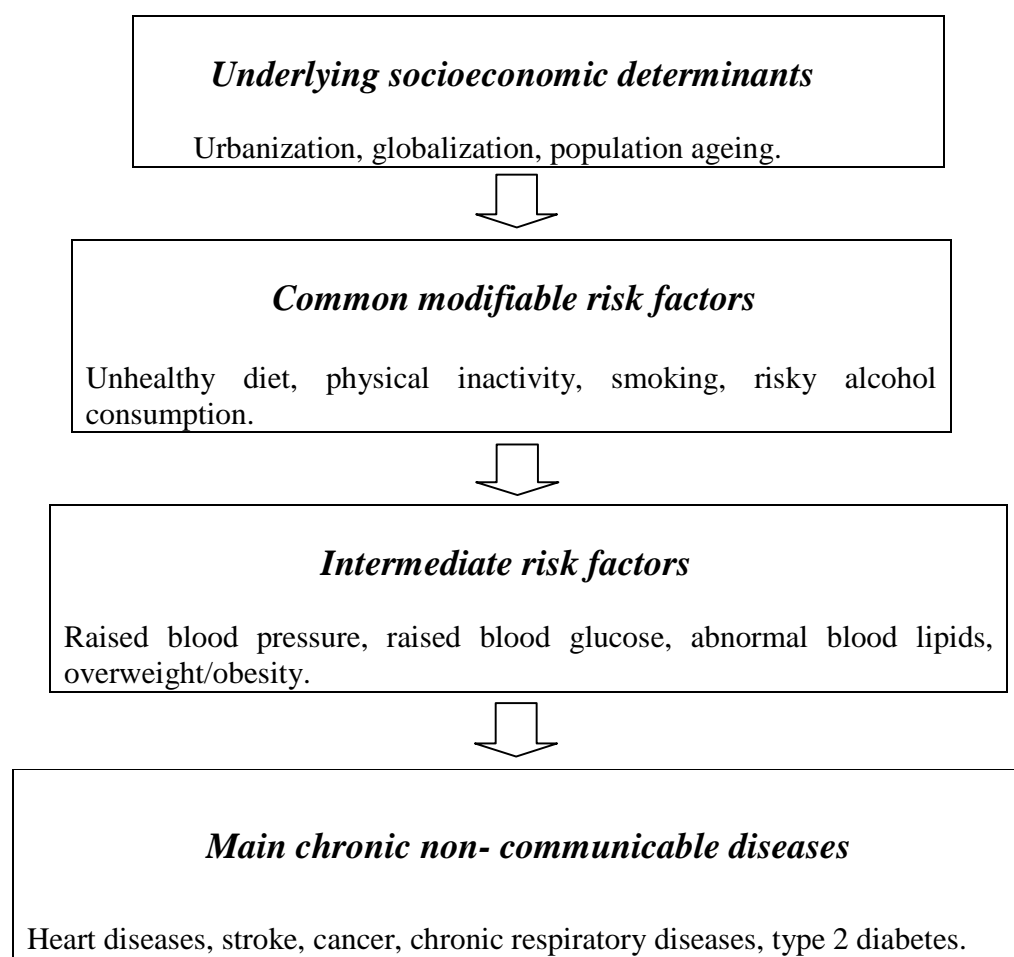 Underlying socioeconomic determinants
Urbanization, globalization, population ageing.
Common modifiable risk factors
Unhealthy diet, physical inactivity, smoking, risky alcohol
consumption.
Intermediate risk factors
Raised blood pressure, raised blood glucose, abnormal blood lipids,
overweight/obesity.
Main chronic non- communicable diseases
Heart diseases, stroke, cancer, chronic respiratory diseases, type 2 diabetes.